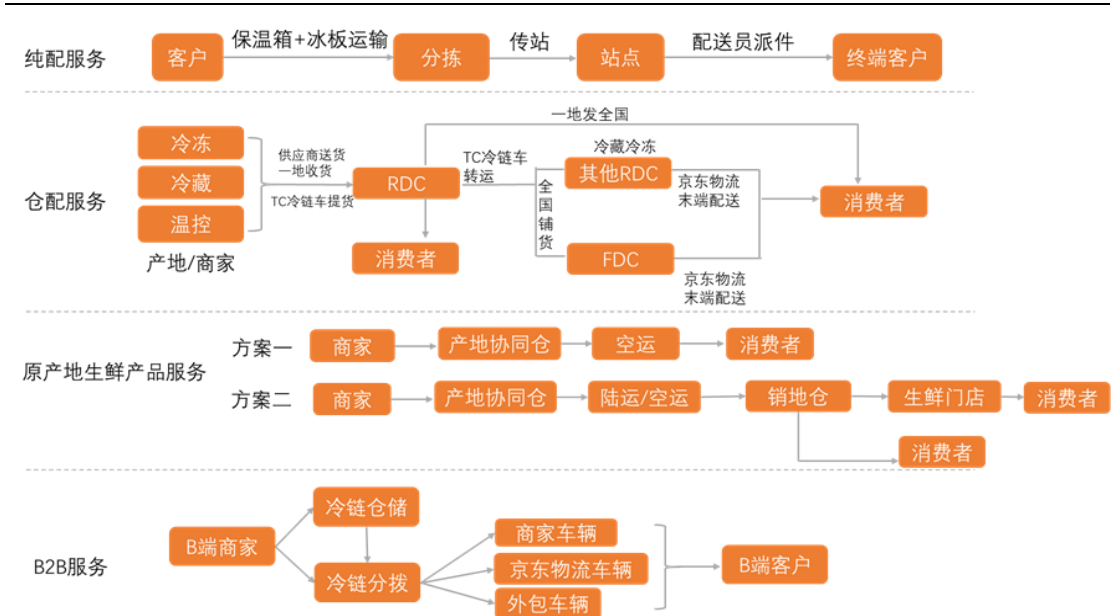 纯配服务
客户
保温箱+冰板运输
分拣
传站
站点
配送员派件
终端客户
仓配服务
冷冻
冷藏
温控
产地/商家
供应商送货
一地收货
TC冷链车提货
RDC
消费者
一地发全国
TC冷链车
转运
全国铺货
冷藏冷冻
其他RDC
FDC
京东物流
末端配送
京东物流
末端配送
消费者
原产地生鲜产品服务
方案一
商家
产地协同仓
空运
消费者
方案二
商家
产地协同仓
陆运/空运
销地仓
生鲜门店
消费者
消费者
B2B服务
B端商家
冷链仓储
冷链分拨
商家车辆
京东物流车辆
外包车辆
B端客户